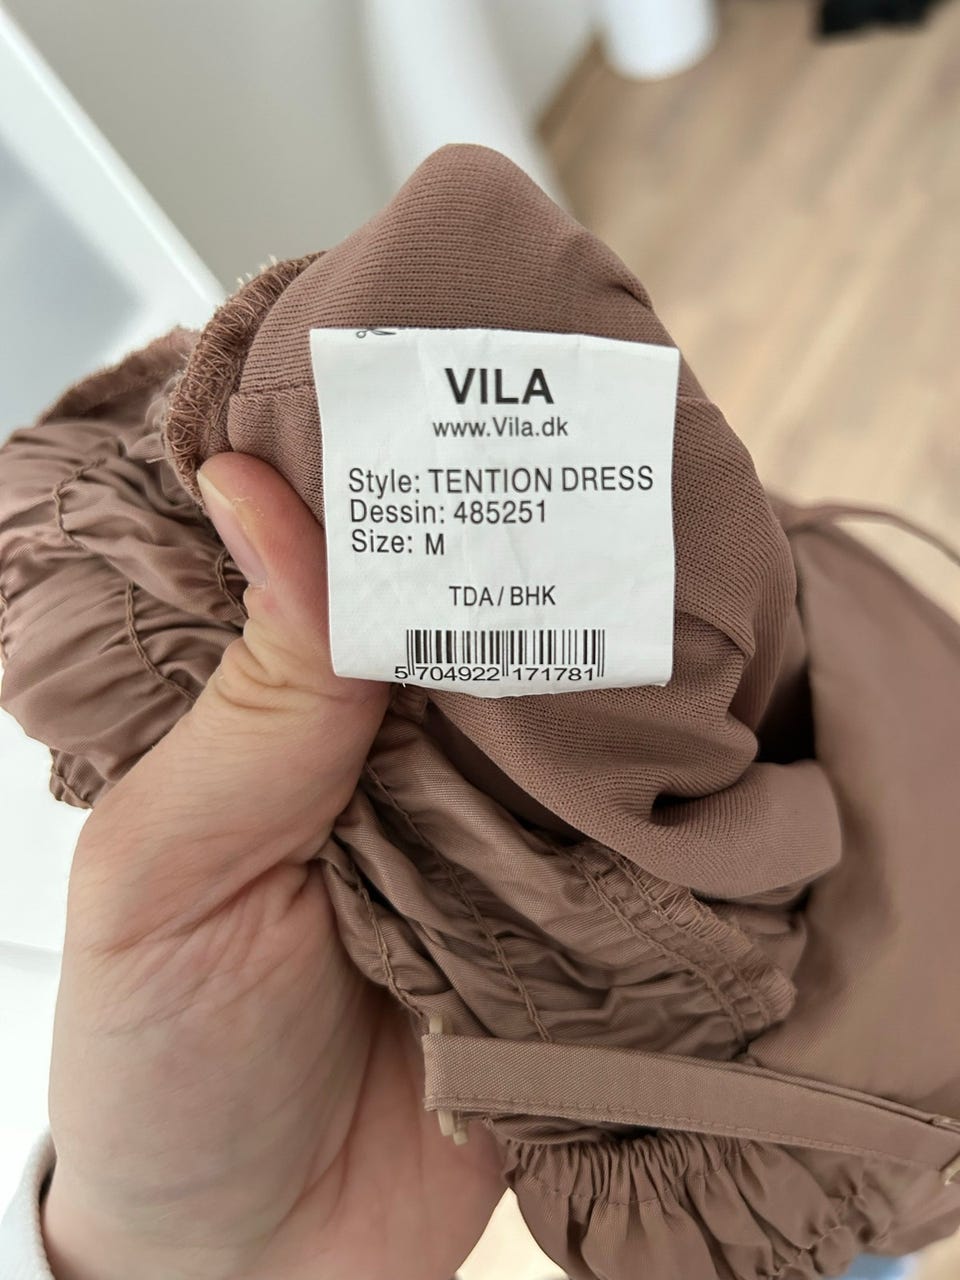 VILA
www.Vila.dk
Style: TENTION DRESS
Dessin: 485251
Size: M
TDA/BHK
5 704922 171781